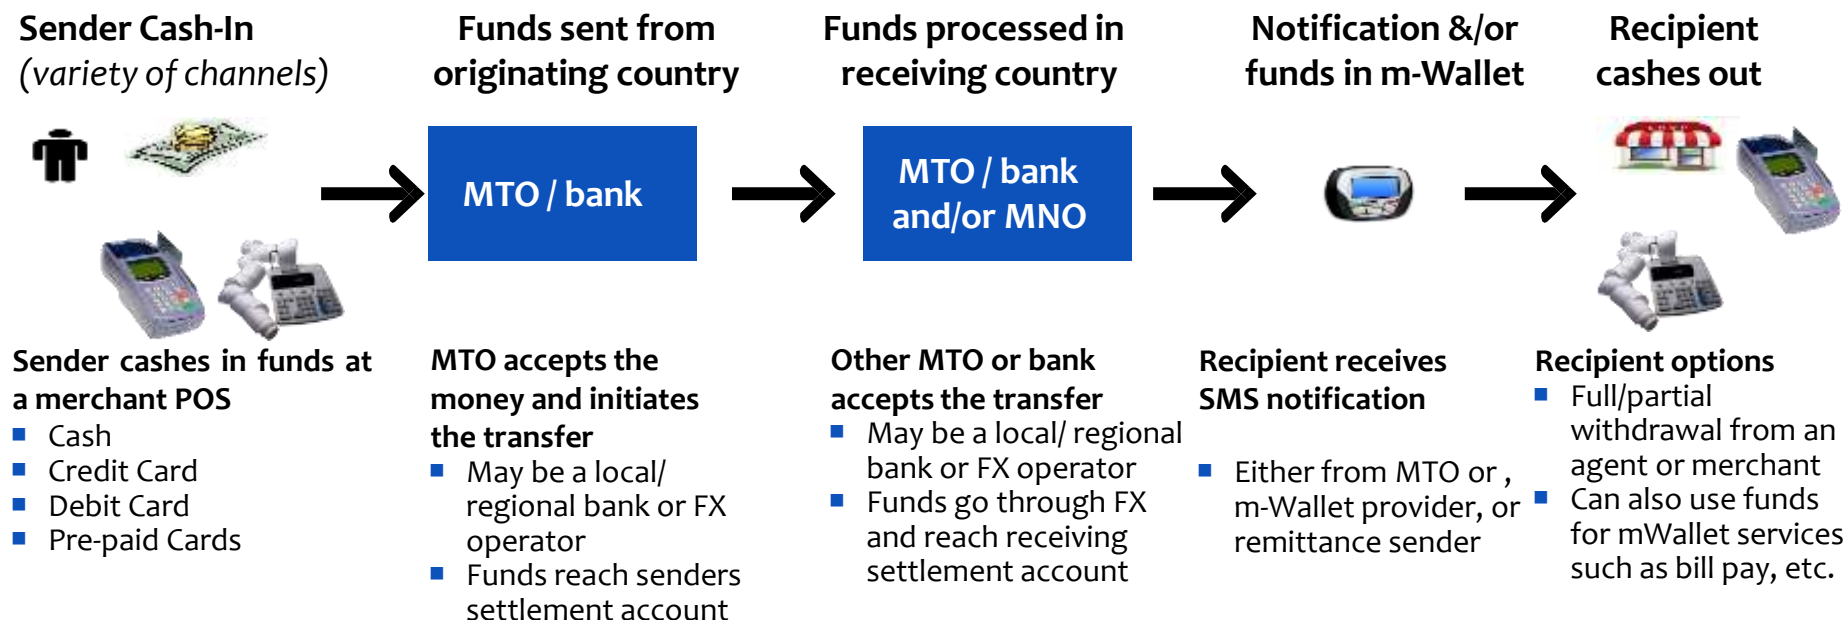 Sender Cash-In
(variety of channels)
Funds sent from
originating country
Funds processed in
receiving country
Notification &/or
funds in m-Wallet
Recipient
cashes out
MTO / bank
MTO / bank
and/or MNO
Sender cashes in funds at
a merchant POS
Cash
Credit Card
Debit Card
Pre-paid Cards
MTO accepts the
money and initiates
the transfer
May be a local/
regional bank or FX
operator
Funds reach senders
settlement account
Other MTO or bank
accepts the transfer
May be a local/ regional
bank or FX operator
Funds go through FX
and reach receiving
settlement account
Recipient receives
SMS notification
Either from MTO or ,
m-Wallet provider, or
remittance sender
Recipient options
Full/partial
withdrawal from an
agent or merchant
Can also use funds
for mWallet services
such as bill pay, etc.